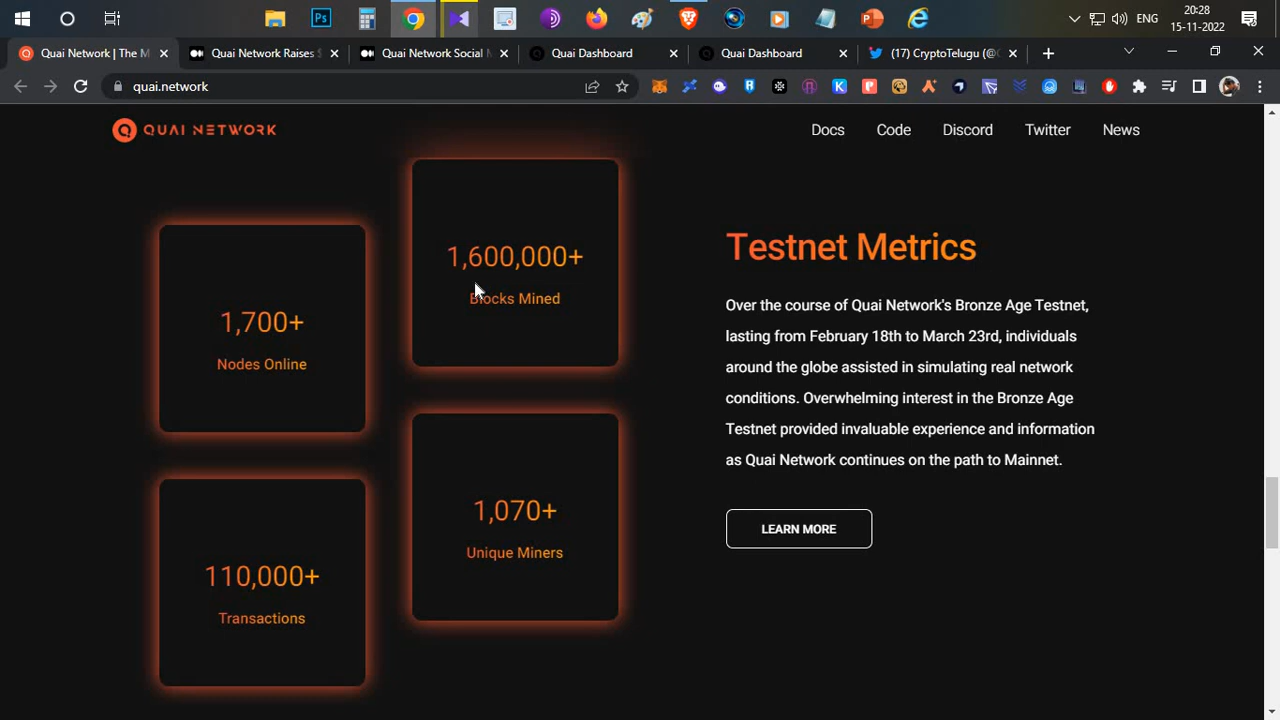 ENG
20:28
15-11-2022
Quai Network | The M
Quai Network Raises
Quai Network Social
Quai Dashboard
Quai Dashboard
(17) CryptoTelugu (@
quai.network
QUAI NETWORK
Docs
Code
Discord
Twitter
News
1,600,000+
Blocks Mined
1,700+
Nodes Online
1,070+
Unique Miners
110,000+
Transactions
Testnet Metrics
Over the course of Quai Network's Bronze Age Testnet,
lasting from February 18th to March 23rd, individuals
around the globe assisted in simulating real network
conditions. Overwhelming interest in the Bronze Age
Testnet provided invaluable experience and information
as Quai Network continues on the path to Mainnet.
LEARN MORE